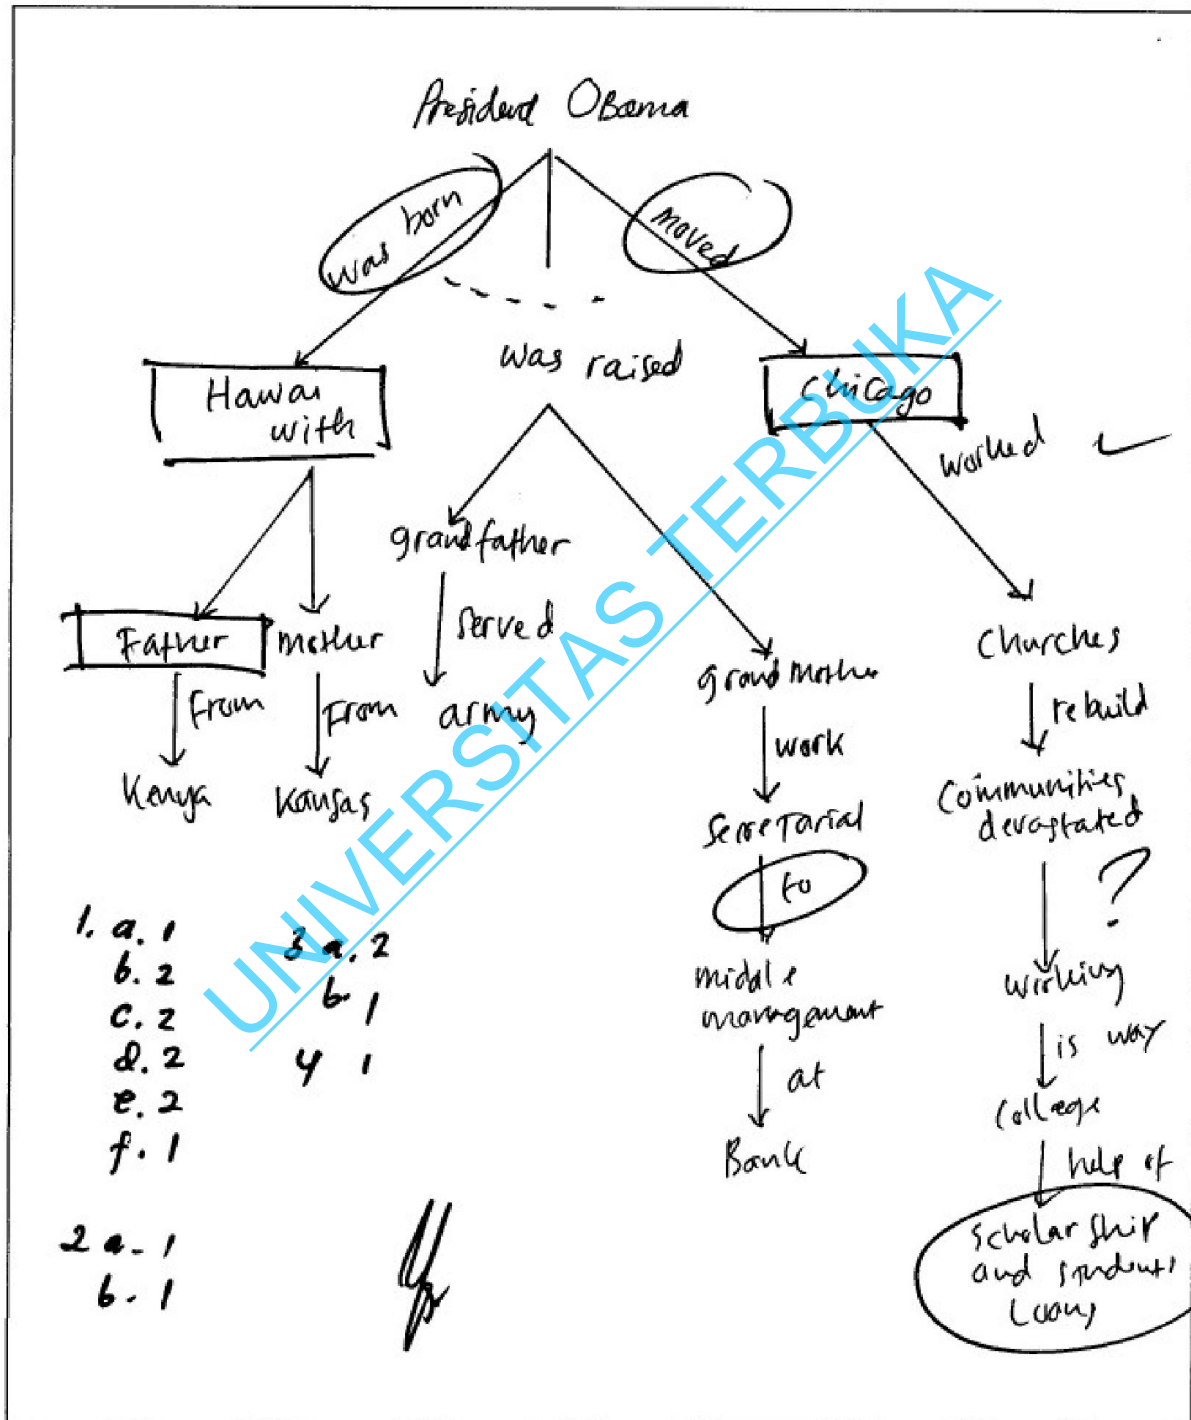 President Obama
was born
moved
was raised
Hawai
with
Chicago
worked
grandfather
served
army
Father
mother
From
From
Kenya
Kansas
grand mother
work
Secretarial
to
middle
management
at
Bank
Churches
rebuild
Communities
devastated
?
working
is way
College
help of
Scholarship
and students
Loans
1. a. 1
b. 2
c. 2
d. 2
e. 2
f. 1
2 a. 1
b. 1
3 a. 2
b. 1
4 1
UNIVERSITAS TERBUKA